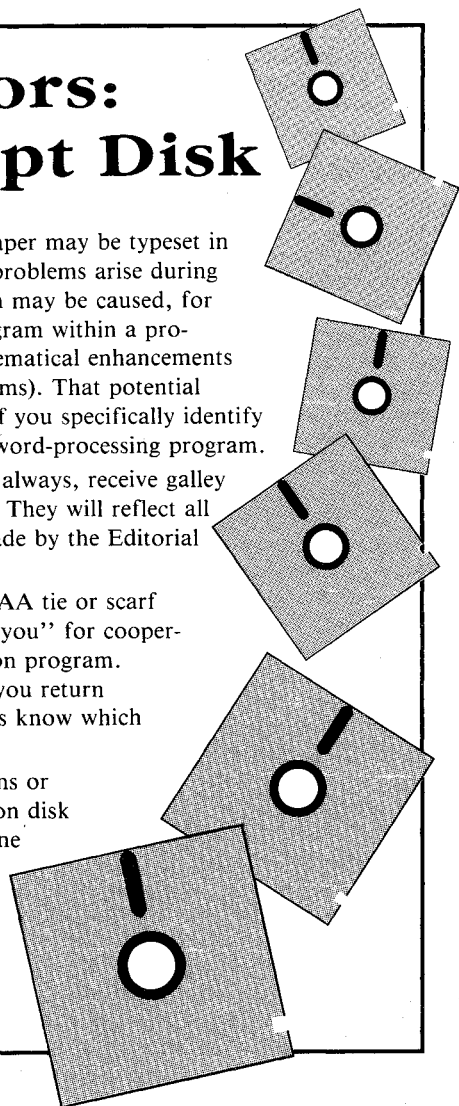 ors:
pt Disk
aper may be typeset in
problems arise during
may be caused, for
gram within a pro-
ematical enhancements
ms). That potential
f you specifically identify
word-processing program.
always, receive galley
They will reflect all
de by the Editorial
AA tie or scarf
you" for cooper-
on program.
you return
s know which
ns or
on disk
ne